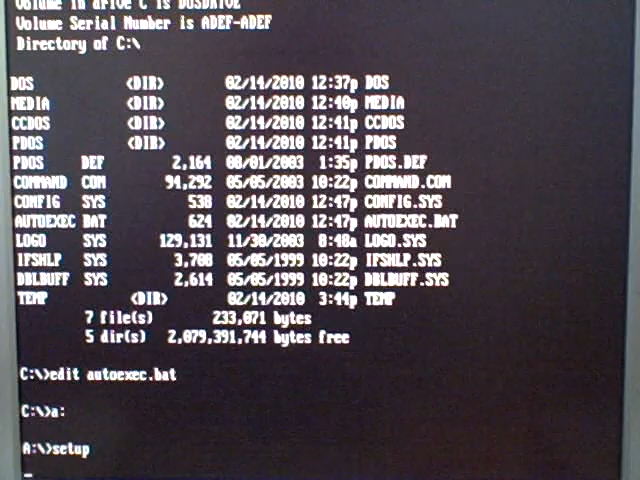 Volume in drive C is DOSDRIVE
Volume Serial Number is ADEF-ADEF
Directory of C:\
DOS <DIR> 02/14/2010 12:37p DOS
MEDIA <DIR> 02/14/2010 12:40p MEDIA
CCDOS <DIR> 02/14/2010 12:41p CCDOS
PDOS <DIR> 02/14/2010 12:41p PDOS
PDOS DEF 2,164 08/01/2003 1:35p PDOS.DEF
COMMAND COM 94,292 05/05/2003 10:22p COMMAND.COM
CONFIG SYS 538 02/14/2010 12:47p CONFIG.SYS
AUTOEXEC BAT 624 02/14/2010 12:47p AUTOEXEC.BAT
LOGO SYS 129,131 11/30/2003 8:48a LOGO.SYS
IFSHLP SYS 3,708 05/05/1999 10:22p IFSHLP.SYS
DBLBUFF SYS 2,614 05/05/1999 10:22p DBLBUFF.SYS
TEMP <DIR> 02/14/2010 3:44p TEMP
7 file(s) 233,071 bytes
5 dir(s) 2,079,391,744 bytes free
C:\>edit autoexec.bat
C:\>a:
A:\>setup